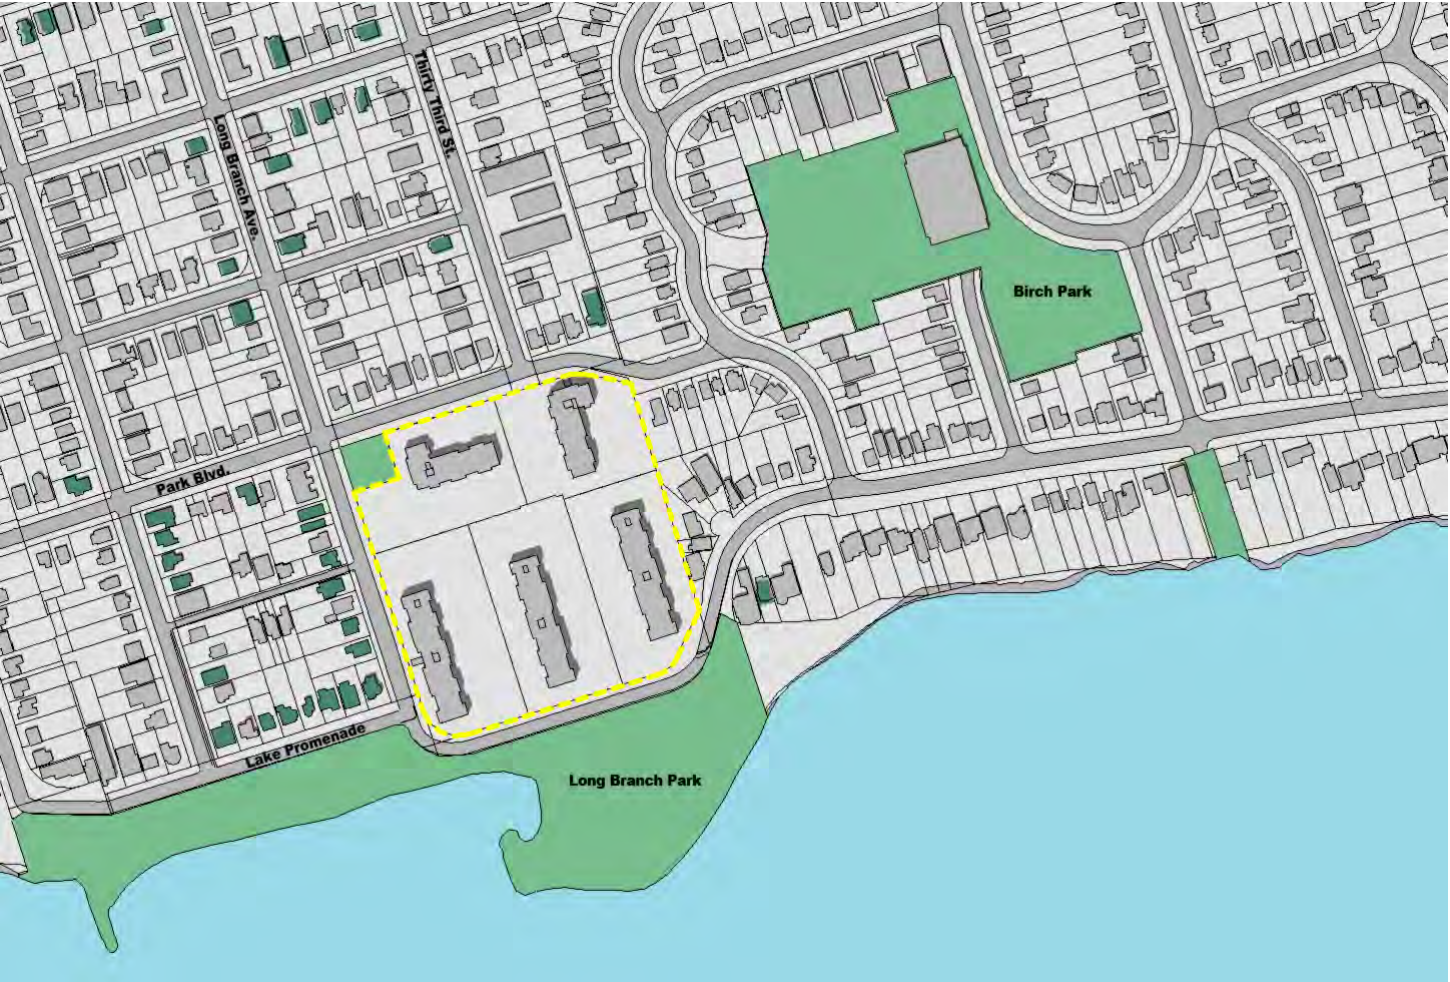 Thirty Third St.
Long Branch Ave.
Birch Park
Park Blvd.
Lake Promenade
Long Branch Park